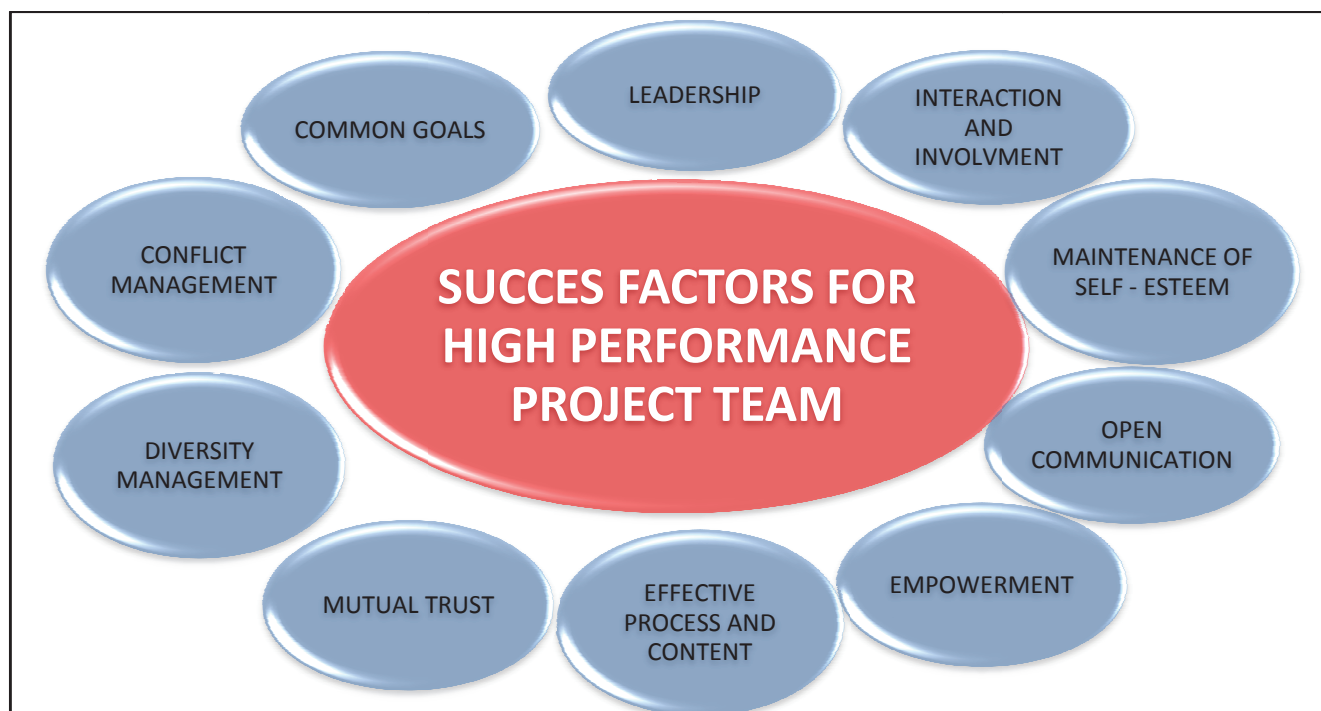 LEADERSHIP
INTERACTION
AND
INVOLVMENT
COMMON GOALS
MAINTENANCE OF
SELF - ESTEEM
CONFLICT
MANAGEMENT
SUCCES FACTORS FOR
HIGH PERFORMANCE
PROJECT TEAM
OPEN
COMMUNICATION
DIVERSITY
MANAGEMENT
EMPOWERMENT
MUTUAL TRUST
EFFECTIVE
PROCESS AND
CONTENT